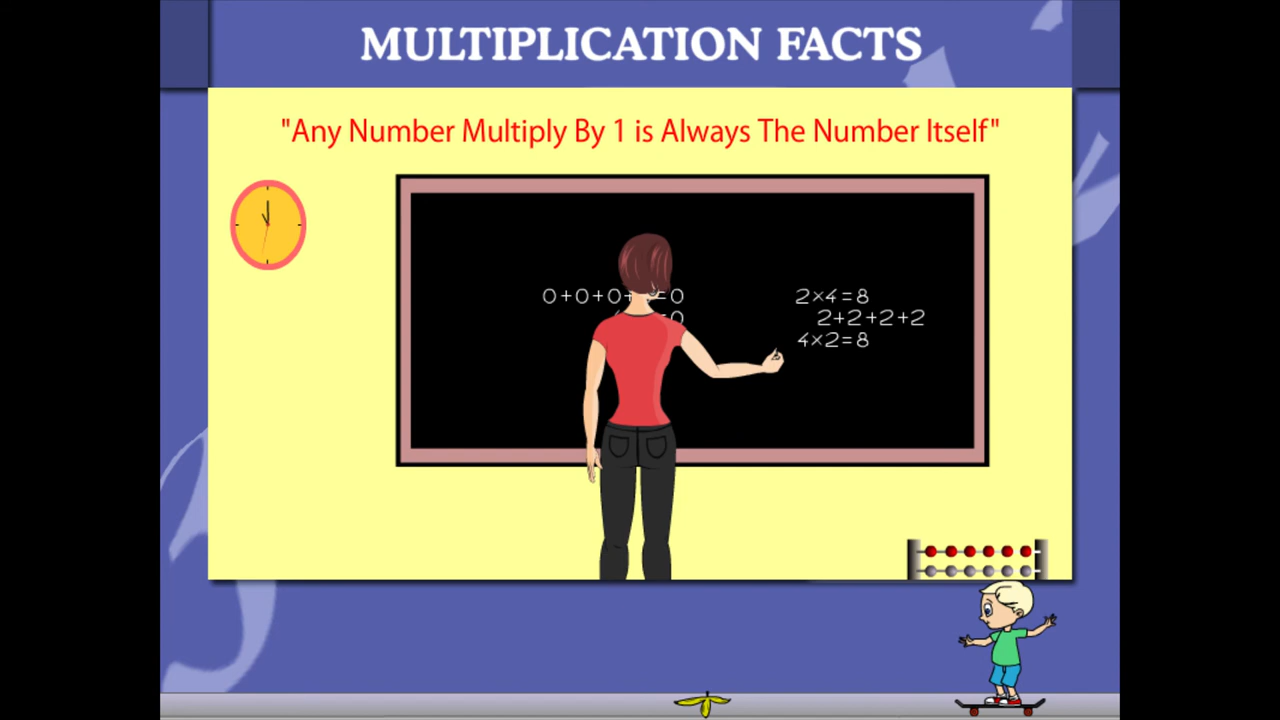 MULTIPLICATION FACTS
"Any Number Multiply By 1 is Always The Number Itself"
0+0+0+ =0
=0
2×4=8
2+2+2+2
4×2=8